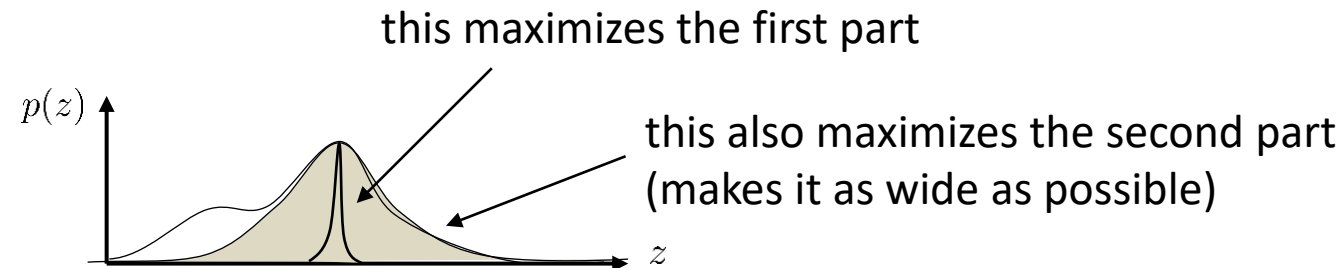 this maximizes the first part
p(z)
this also maximizes the second part
(makes it as wide as possible)
z